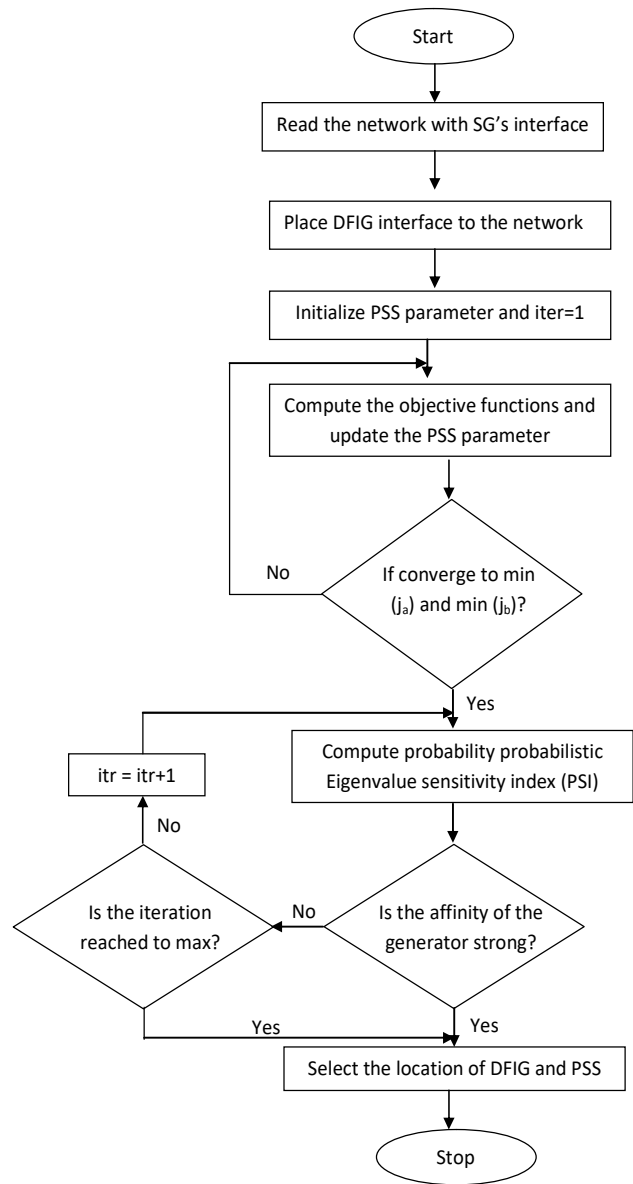 Start
Read the network with SG's interface
Place DFIG interface to the network
Initialize PSS parameter and iter=1
Compute the objective functions and
update the PSS parameter
No
If converge to min
(jₐ) and min (j_b)?
Yes
Compute probability probabilistic
Eigenvalue sensitivity index (PSI)
itr = itr+1
No
Is the iteration
reached to max?
No
Is the affinity of the
generator strong?
Yes
Yes
Select the location of DFIG and PSS
Stop